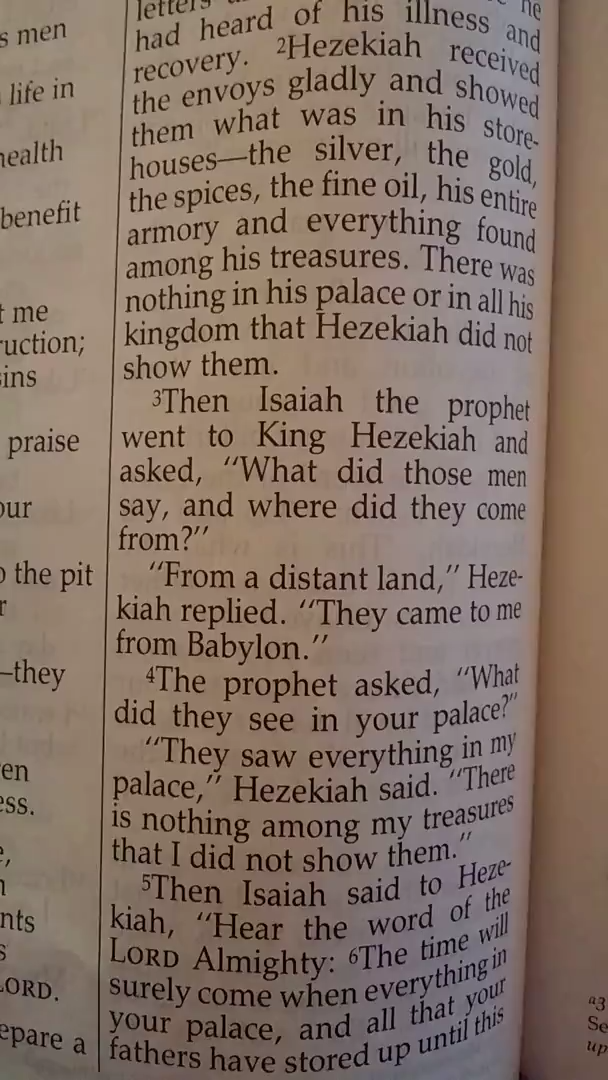 s men
life in
health
benefit
t me
ruction;
ins
praise
our
the pit
r
—they
en
ess.
e,
nts
s
LORD.
epare a
letters
he
had heard of his illness and
recovery. ²Hezekiah received
the envoys gladly and showed
them what was in his store-
houses—the silver, the gold,
the spices, the fine oil, his entire
armory and everything found
among his treasures. There was
nothing in his palace or in all his
kingdom that Hezekiah did not
show them.
³Then Isaiah the prophet
went to King Hezekiah and
asked, “What did those men
say, and where did they come
from?”
“From a distant land,” Heze-
kiah replied. “They came to me
from Babylon.”
⁴The prophet asked, “What
did they see in your palace?”
“They saw everything in my
palace,” Hezekiah said. “There
is nothing among my treasures
that I did not show them.”
⁵Then Isaiah said to Heze-
kiah, “Hear the word of the
LORD Almighty: ⁶The time will
surely come when everything in
your palace, and all that your
fathers have stored up until this
a3
Se
up